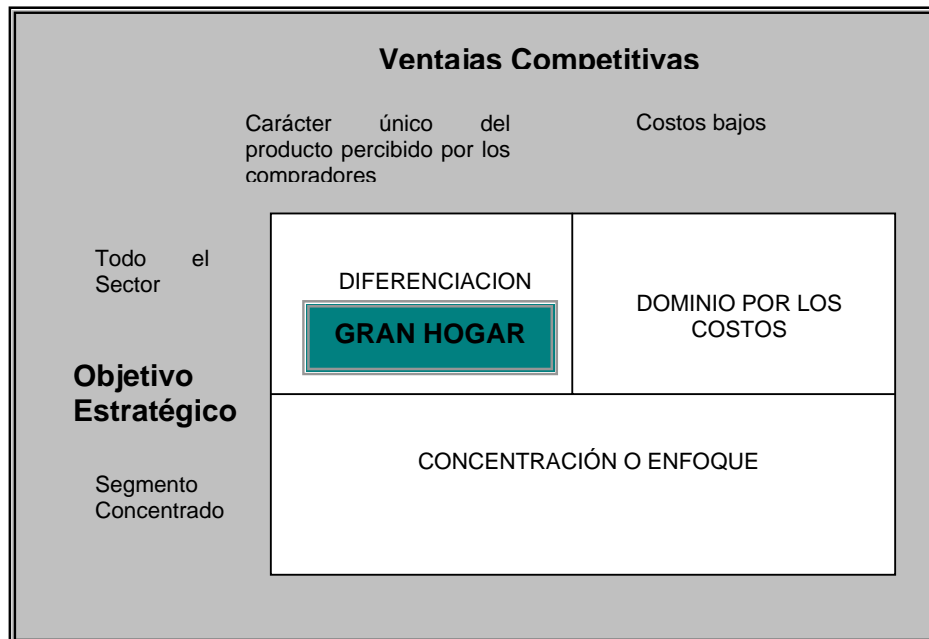 Ventajas Competitivas
Carácter único del
producto percibido por los
compradores
Costos bajos
Todo el
Sector
DIFERENCIACION
GRAN HOGAR
DOMINIO POR LOS
COSTOS
Objetivo
Estratégico
CONCENTRACIÓN O ENFOQUE
Segmento
Concentrado